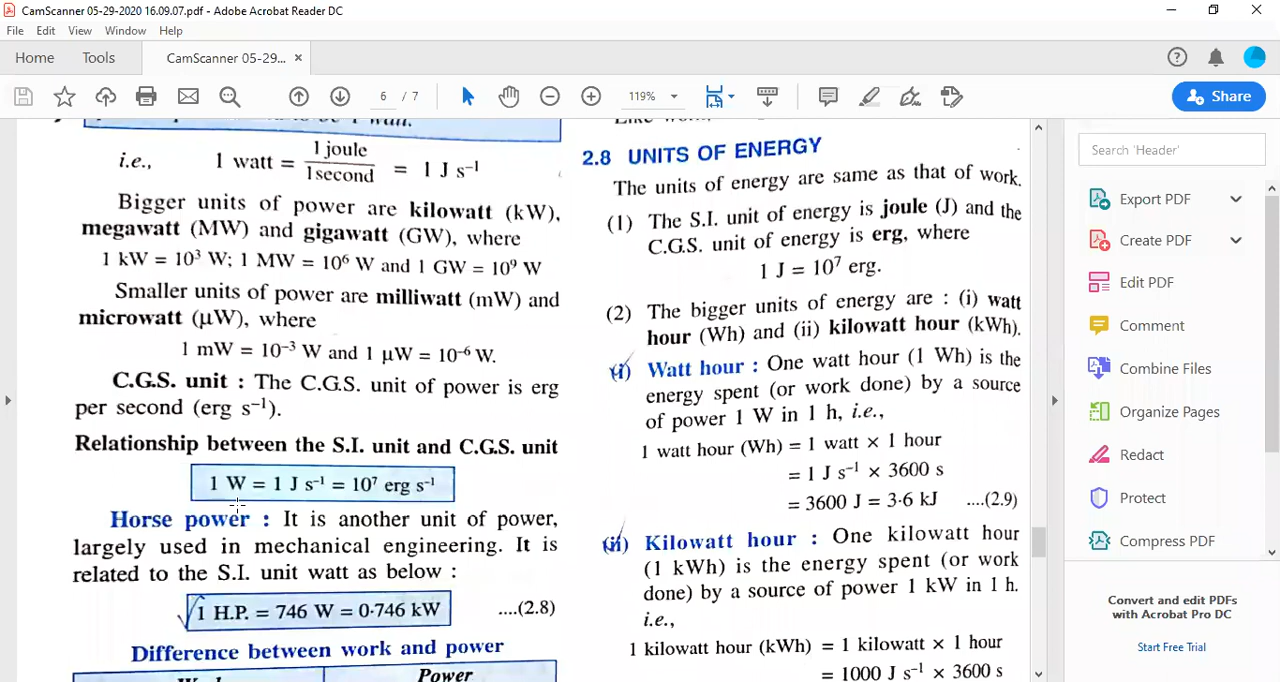 CamScanner 05-29-2020 16.09.07.pdf - Adobe Acrobat Reader DC
File Edit View Window Help
Home Tools CamScanner 05-29... ×
6 / 7 119% Share
i.e., 1 watt = 1 joule / 1 second = 1 J s⁻¹
Bigger units of power are kilowatt (kW),
megawatt (MW) and gigawatt (GW), where
1 kW = 10³ W; 1 MW = 10⁶ W and 1 GW = 10⁹ W
Smaller units of power are milliwatt (mW) and
microwatt (μW), where
1 mW = 10⁻³ W and 1 μW = 10⁻⁶ W.
C.G.S. unit : The C.G.S. unit of power is erg
per second (erg s⁻¹).
Relationship between the S.I. unit and C.G.S. unit
1 W = 1 J s⁻¹ = 10⁷ erg s⁻¹
Horse power : It is another unit of power,
largely used in mechanical engineering. It is
related to the S.I. unit watt as below :
1 H.P. = 746 W = 0·746 kW ....(2.8)
Difference between work and power
Power
2.8 UNITS OF ENERGY
The units of energy are same as that of work.
(1) The S.I. unit of energy is joule (J) and the
C.G.S. unit of energy is erg, where
1 J = 10⁷ erg.
(2) The bigger units of energy are : (i) watt
hour (Wh) and (ii) kilowatt hour (kWh).
(i) Watt hour : One watt hour (1 Wh) is the
energy spent (or work done) by a source
of power 1 W in 1 h, i.e.,
1 watt hour (Wh) = 1 watt × 1 hour
= 1 J s⁻¹ × 3600 s
= 3600 J = 3·6 kJ ....(2.9)
(ii) Kilowatt hour : One kilowatt hour
(1 kWh) is the energy spent (or work
done) by a source of power 1 kW in 1 h.
i.e.,
1 kilowatt hour (kWh) = 1 kilowatt × 1 hour
= 1000 J s⁻¹ × 3600 s
Search 'Header'
Export PDF
Create PDF
Edit PDF
Comment
Combine Files
Organize Pages
Redact
Protect
Compress PDF
Convert and edit PDFs
with Acrobat Pro DC
Start Free Trial